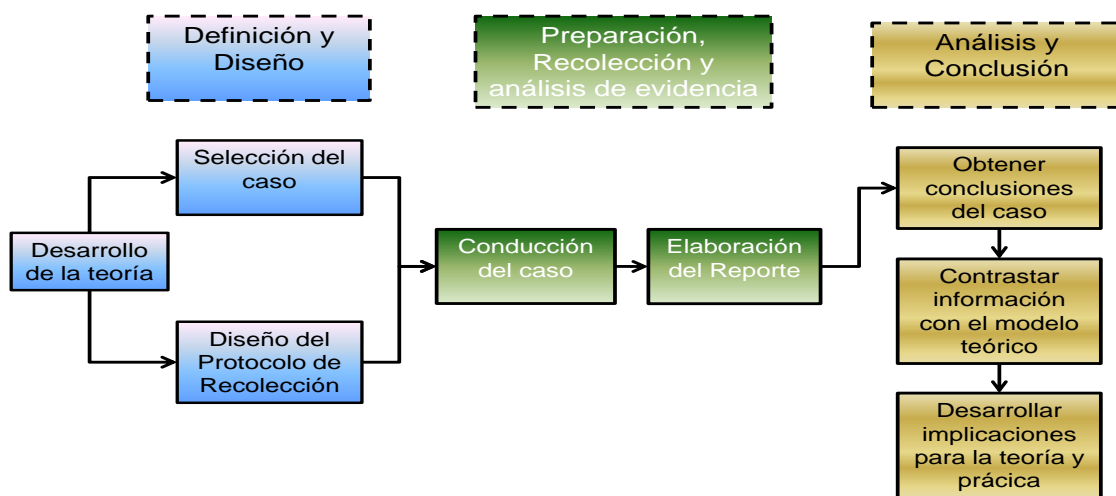 Definición y
Diseño
Preparación,
Recolección y
análisis de evidencia
Análisis y
Conclusión
Selección del
caso
Desarrollo
de la teoría
Diseño del
Protocolo de
Recolección
Conducción
del caso
Elaboración
del Reporte
Obtener
conclusiones
del caso
Contrastar
información
con el modelo
teórico
Desarrollar
implicaciones
para la teoría y
prácica